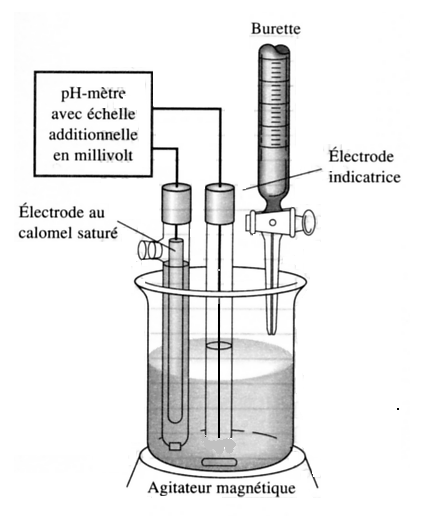 Burette
pH-mètre
avec échelle
additionnelle
en millivolt
Électrode
indicatrice
Électrode au
calomel saturé
Agitateur magnétique